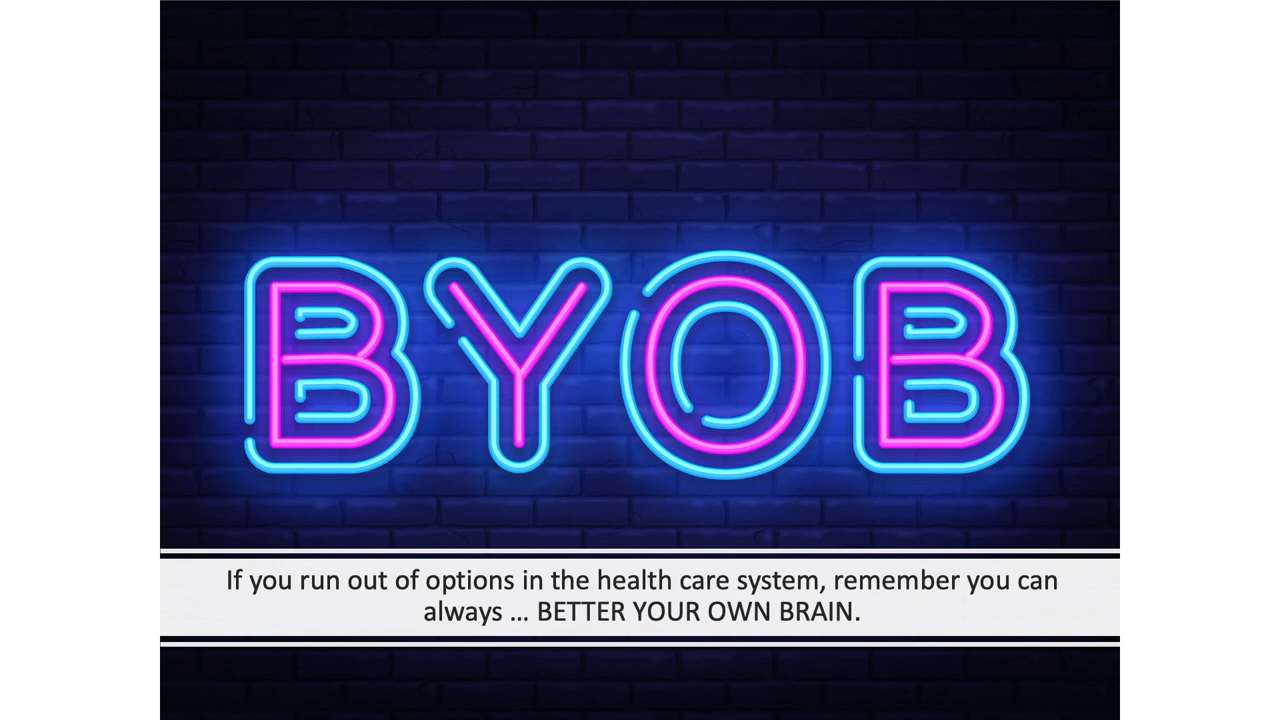 BYOB
If you run out of options in the health care system, remember you can
always ... BETTER YOUR OWN BRAIN.